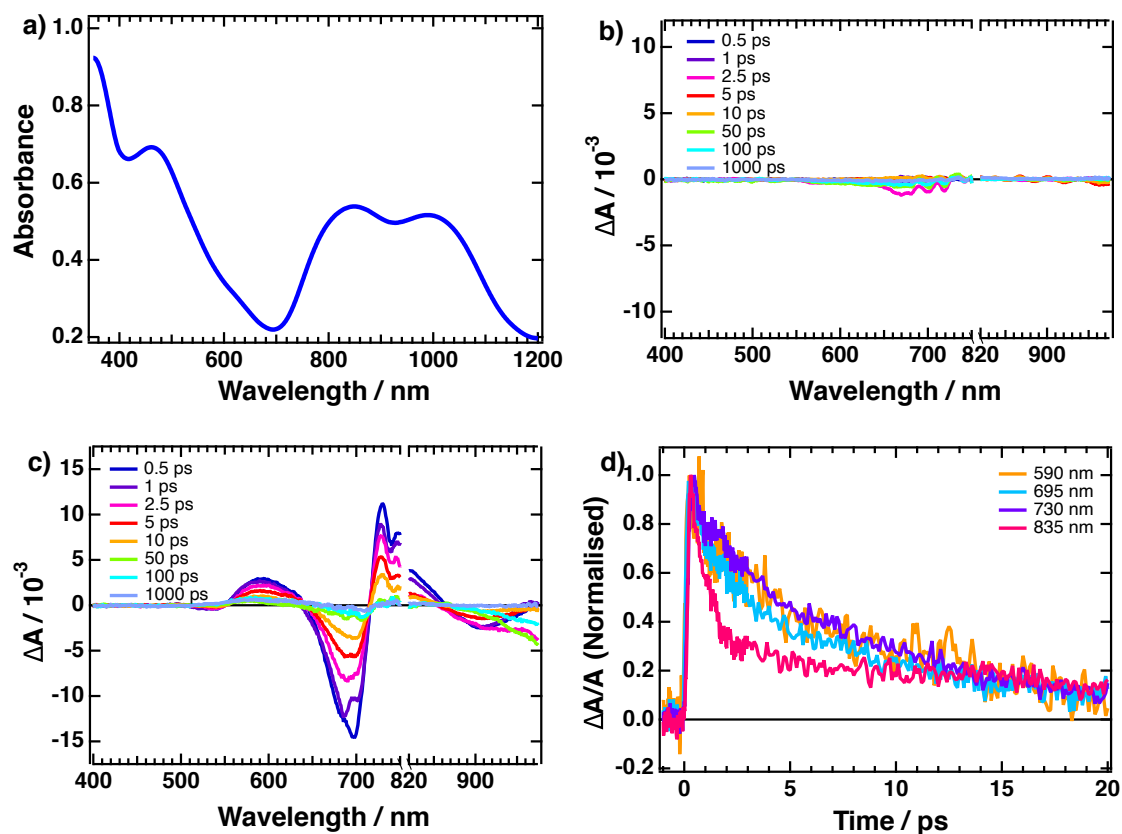 a)
1.0
0.8
0.6
0.4
0.2
Absorbance
400
600
800
1000
1200
Wavelength / nm
b)
10
5
0
-5
-10
ΔA / 10-3
0.5 ps
1 ps
2.5 ps
5 ps
10 ps
50 ps
100 ps
1000 ps
400
500
600
700
820
900
Wavelength / nm
c)
15
10
5
0
-5
-10
-15
ΔA / 10-3
0.5 ps
1 ps
2.5 ps
5 ps
10 ps
50 ps
100 ps
1000 ps
400
500
600
700
820
900
Wavelength / nm
d)
1.0
0.8
0.6
0.4
0.2
0.0
-0.2
ΔA/A (Normalised)
590 nm
695 nm
730 nm
835 nm
0
5
10
15
20
Time / ps